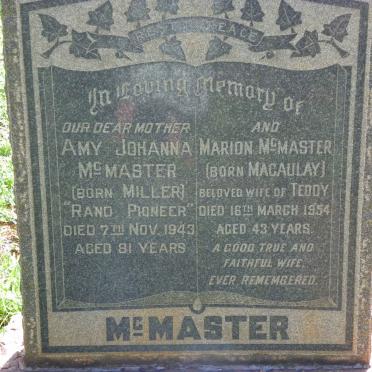 REST IN PEACE
In Loving Memory of
OUR DEAR MOTHER
AMY JOHANNA
McMASTER
(BORN MILLER)
"RAND PIONEER"
DIED 7TH NOV. 1943
AGED 81 YEARS
AND
MARION McMASTER
(BORN MACAULAY)
BELOVED WIFE OF TEDDY
DIED 16TH MARCH 1954
AGED 43 YEARS.
A GOOD TRUE AND
FAITHFUL WIFE.
EVER REMEMBERED.
McMASTER